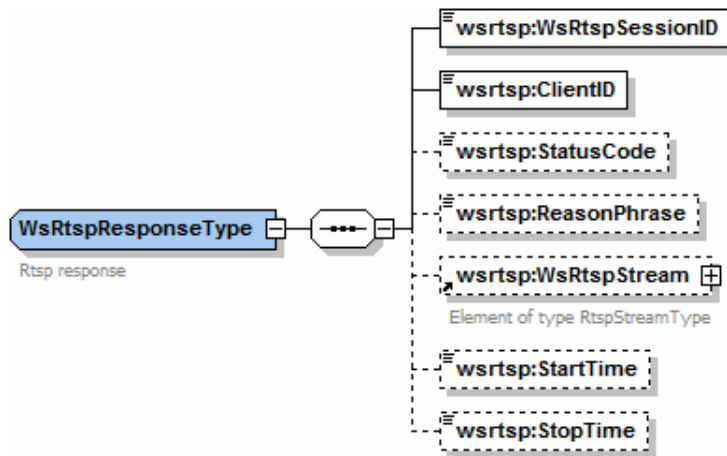 wsrtsp:WsRtspSessionID
wsrtsp:ClientID
wsrtsp:StatusCode
WsRtspResponseType
Rtsp response
wsrtsp:ReasonPhrase
wsrtsp:WsRtspStream
Element of type RtspStreamType
wsrtsp:StartTime
wsrtsp:StopTime